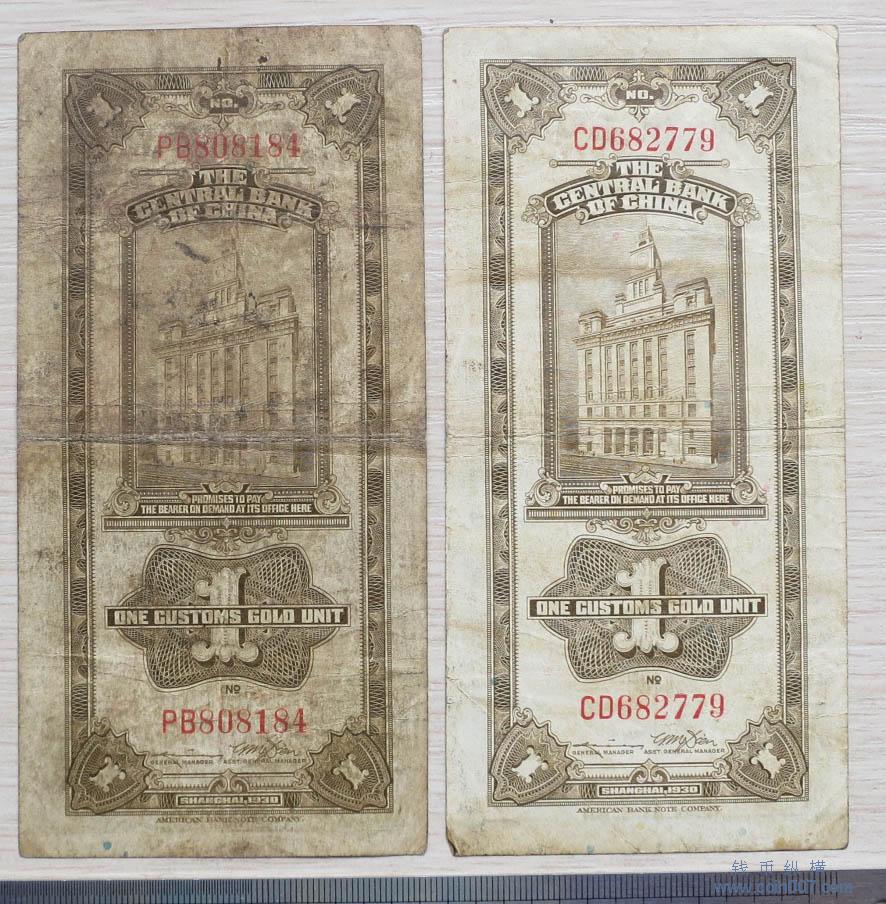 NO.
PB808184
THE
CENTRAL BANK
OF CHINA
PROMISES TO PAY
THE BEARER ON DEMAND AT ITS OFFICE HERE
1
ONE CUSTOMS GOLD UNIT
Nº
PB808184
GENERAL MANAGER ASST. GENERAL MANAGER
SHANGHAI, 1930
AMERICAN BANK NOTE COMPANY.
NO.
CD682779
THE
CENTRAL BANK
OF CHINA
PROMISES TO PAY
THE BEARER ON DEMAND AT ITS OFFICE HERE
1
ONE CUSTOMS GOLD UNIT
Nº
CD682779
GENERAL MANAGER ASST. GENERAL MANAGER
SHANGHAI, 1930
AMERICAN BANK NOTE COMPANY.
钱币纵横
www.coin007.com